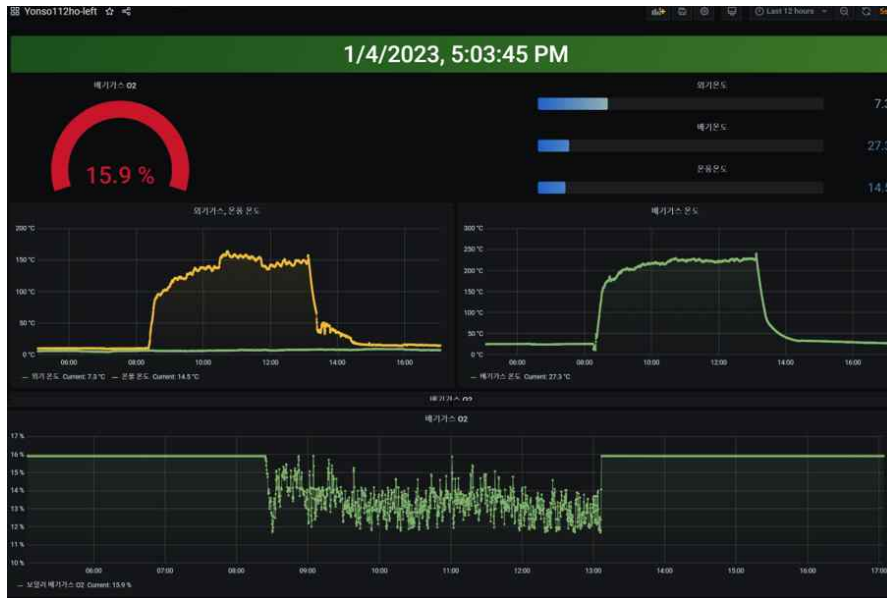 Yonso112ho-left
Last 12 hours
1/4/2023, 5:03:45 PM
배기가스 O2
15.9 %
외기온도
7.3
배기온도
27.3
온풍온도
14.5
외기가스, 온풍 온도
200 °C
150 °C
100 °C
50 °C
0 °C
06:00 08:00 10:00 12:00 14:00 16:00
외기 온도 Current: 7.3 °C 온풍 온도 Current: 14.5 °C
배기가스 온도
300 °C
250 °C
200 °C
150 °C
100 °C
50 °C
0 °C
06:00 08:00 10:00 12:00 14:00 16:00
배기가스 온도 Current: 27.3 °C
배기가스 O2
배기가스 O2
17 %
16 %
15 %
14 %
13 %
12 %
11 %
10 %
06:00 07:00 08:00 09:00 10:00 11:00 12:00 13:00 14:00 15:00 16:00 17:00
보일러 배기가스 O2 Current: 15.9 %